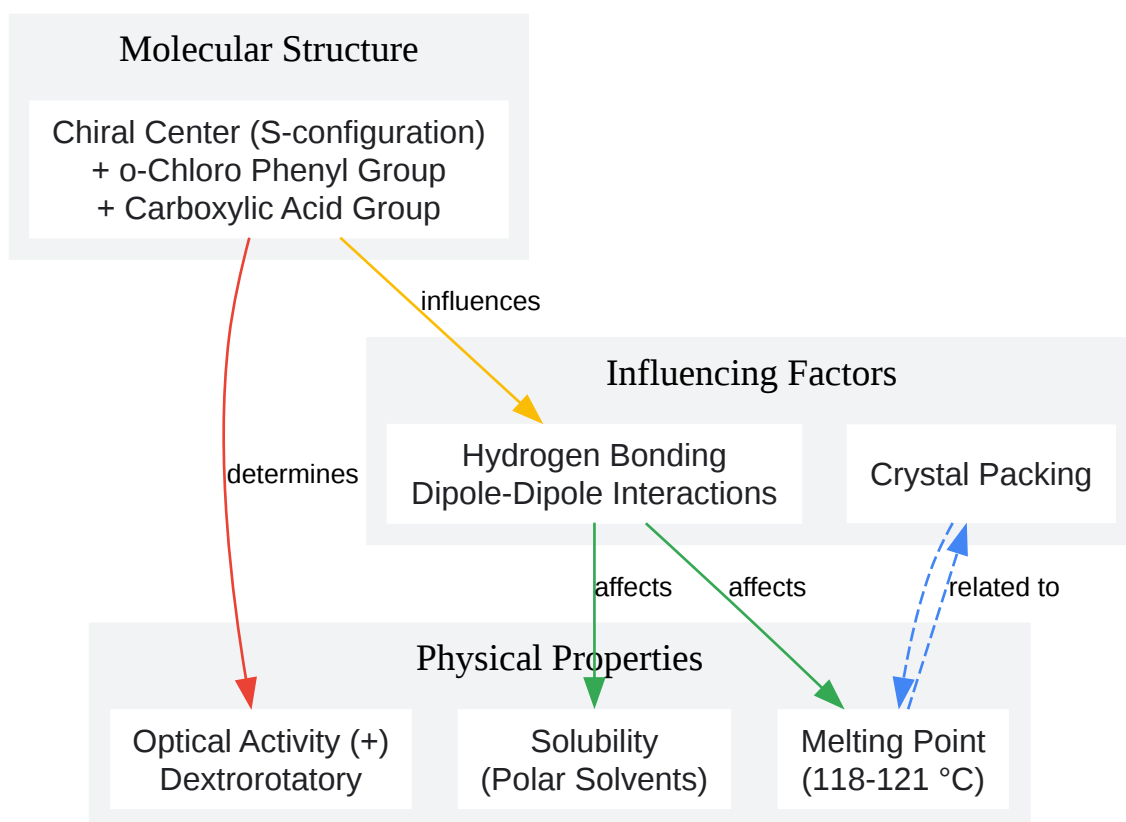 Molecular Structure
Chiral Center (S-configuration)
+ o-Chloro Phenyl Group
+ Carboxylic Acid Group
influences
Influencing Factors
Hydrogen Bonding
Dipole-Dipole Interactions
Crystal Packing
determines
affects
affects
related to
Physical Properties
Optical Activity (+)
Dextrorotatory
Solubility
(Polar Solvents)
Melting Point
(118-121 °C)